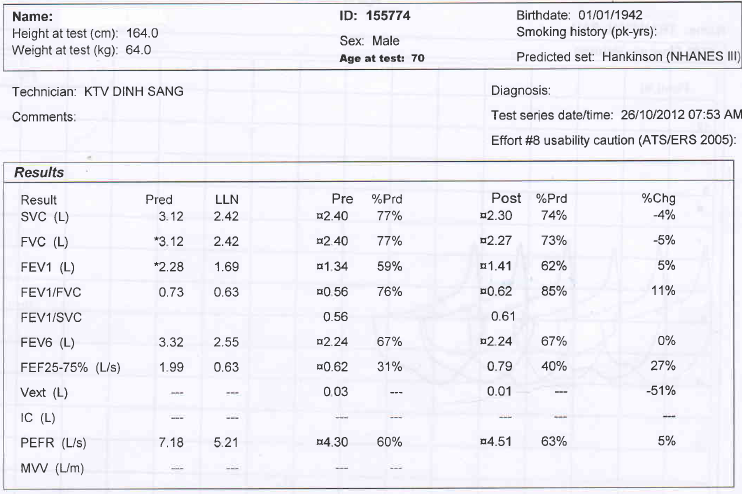 Name: ID: 155774 Birthdate: 01/01/1942
Height at test (cm): 164.0 Sex: Male Smoking history (pk-yrs):
Weight at test (kg): 64.0 Age at test: 70 Predicted set: Hankinson (NHANES III)
Technician: KTV DINH SANG Diagnosis:
Comments: Test series date/time: 26/10/2012 07:53 AM
Effort #8 usability caution (ATS/ERS 2005):
Results
Result Pred LLN Pre %Prd Post %Prd %Chg
SVC (L) 3.12 2.42 ¤2.40 77% ¤2.30 74% -4%
FVC (L) *3.12 2.42 ¤2.40 77% ¤2.27 73% -5%
FEV1 (L) *2.28 1.69 ¤1.34 59% ¤1.41 62% 5%
FEV1/FVC 0.73 0.63 ¤0.56 76% ¤0.62 85% 11%
FEV1/SVC 0.56 0.61
FEV6 (L) 3.32 2.55 ¤2.24 67% ¤2.24 67% 0%
FEF25-75% (L/s) 1.99 0.63 ¤0.62 31% 0.79 40% 27%
Vext (L) --- --- 0.03 --- 0.01 --- -51%
IC (L) --- --- --- --- --- --- ---
PEFR (L/s) 7.18 5.21 ¤4.30 60% ¤4.51 63% 5%
MVV (L/m) --- --- --- ---